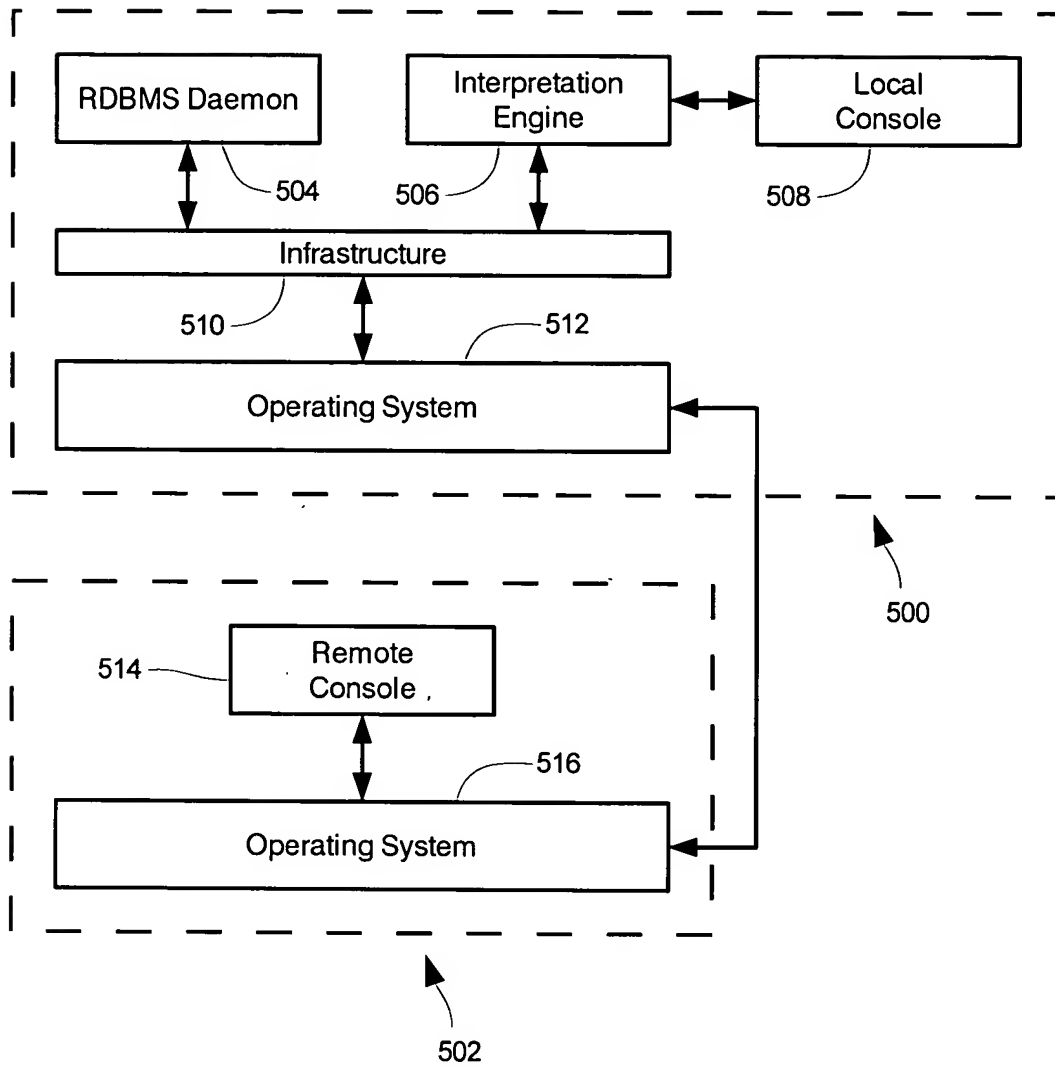 RDBMS Daemon
Interpretation
Engine
Local
Console
504
506
508
Infrastructure
510
512
Operating System
500
514
Remote
Console
516
Operating System
502